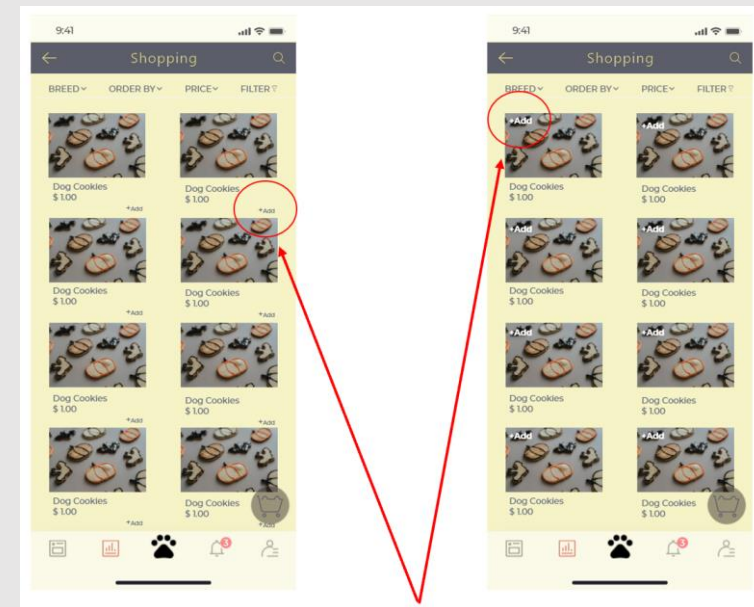 9:41
Shopping
BREED ORDER BY PRICE FILTER
Dog Cookies Dog Cookies
$ 1.00 $ 1.00
+Add +Add
Dog Cookies Dog Cookies
$ 1.00 $ 1.00
+Add +Add
Dog Cookies Dog Cookies
$ 1.00 $ 1.00
+Add +Add
Dog Cookies Dog Cookies
$ 1.00 $ 1.00
+Add +Add
3
9:41
Shopping
BREED ORDER BY PRICE FILTER
+Add +Add
Dog Cookies Dog Cookies
$ 1.00 $ 1.00
+Add +Add
Dog Cookies Dog Cookies
$ 1.00 $ 1.00
+Add +Add
Dog Cookies Dog Cookies
$ 1.00 $ 1.00
+Add +Add
Dog Cookies Dog Cookies
$ 1.00 $ 1.00
3